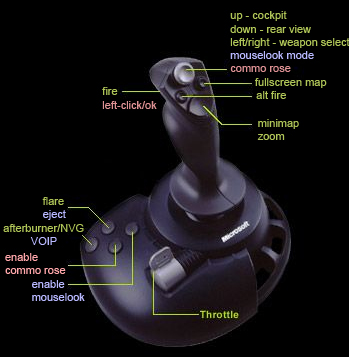 up - cockpit
down - rear view
left/right - weapon select
mouselook mode
commo rose
fullscreen map
alt fire
fire
left-click/ok
minimap
zoom
flare
eject
afterburner/NVG
VOIP
enable
commo rose
enable
mouselook
Microsoft
Throttle